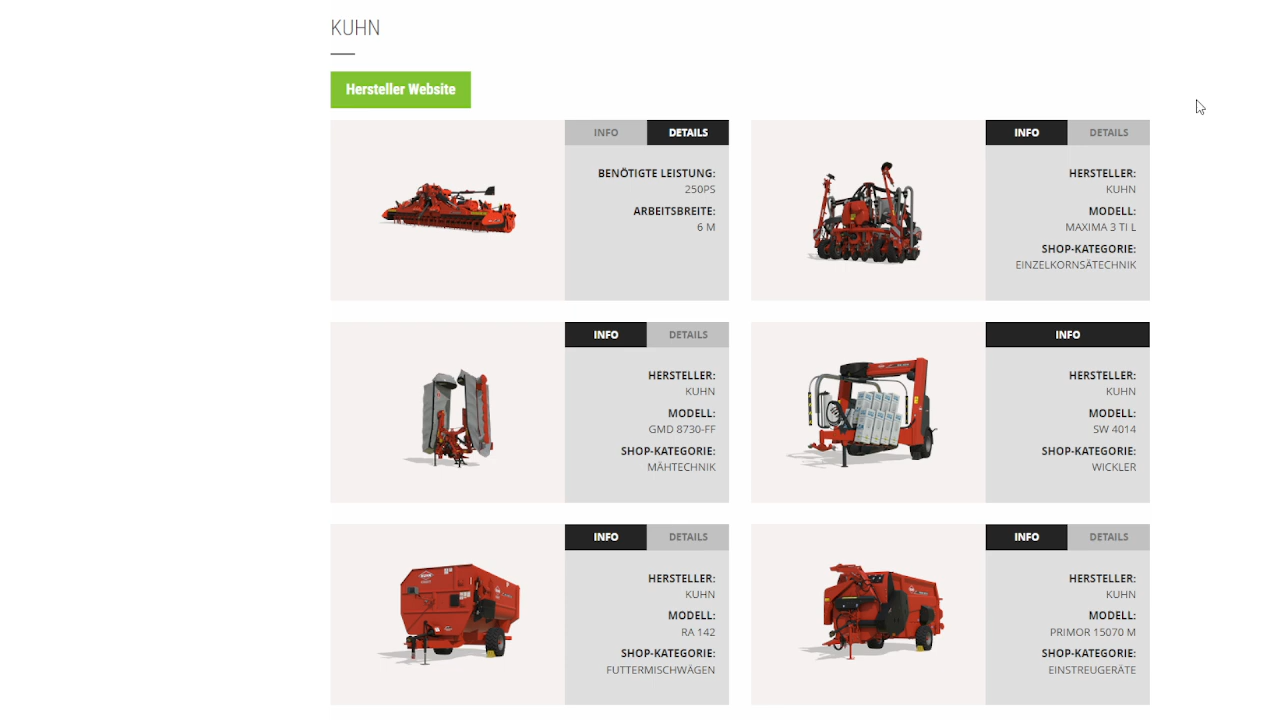 KUHN
Hersteller Website
INFO DETAILS
BENÖTIGTE LEISTUNG:
250PS
ARBEITSBREITE:
6 M
INFO DETAILS
HERSTELLER:
KUHN
MODELL:
MAXIMA 3 TI L
SHOP-KATEGORIE:
EINZELKORNSÄTECHNIK
INFO DETAILS
HERSTELLER:
KUHN
MODELL:
GMD 8730-FF
SHOP-KATEGORIE:
MÄHTECHNIK
INFO
HERSTELLER:
KUHN
MODELL:
SW 4014
SHOP-KATEGORIE:
WICKLER
INFO DETAILS
HERSTELLER:
KUHN
MODELL:
RA 142
SHOP-KATEGORIE:
FUTTERMISCHWÄGEN
INFO DETAILS
HERSTELLER:
KUHN
MODELL:
PRIMOR 15070 M
SHOP-KATEGORIE:
EINSTREUGERÄTE